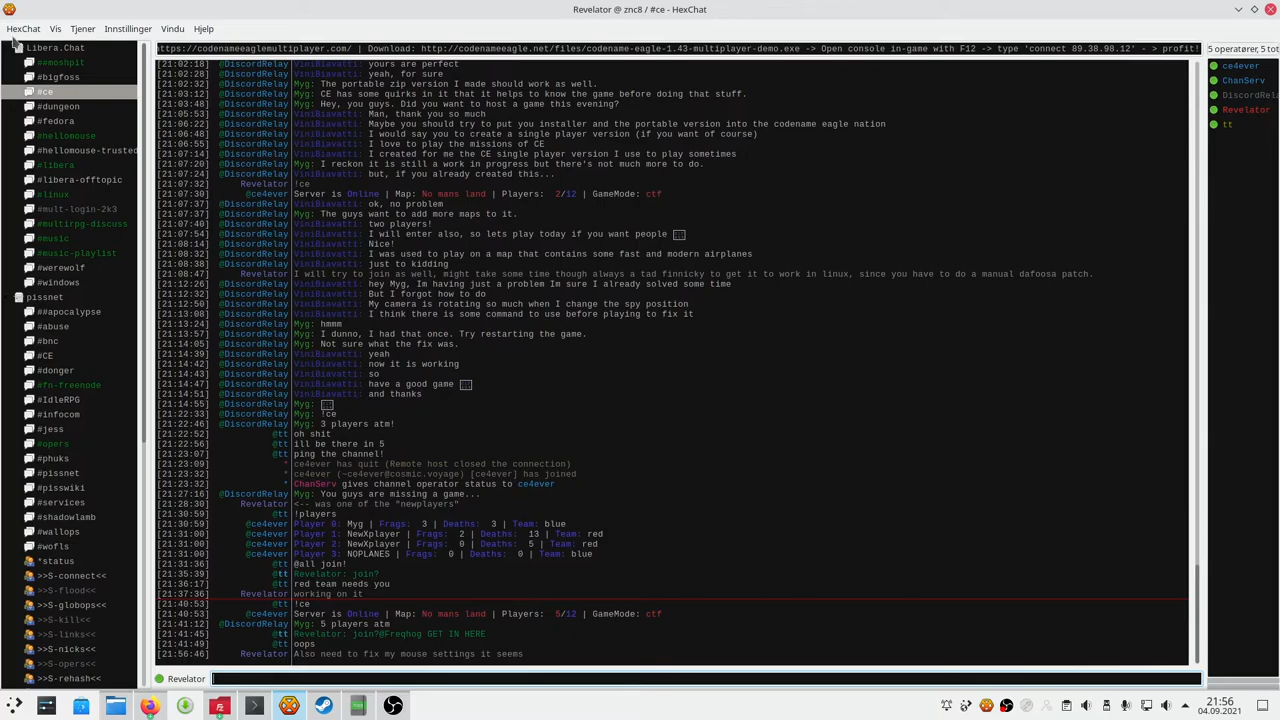 Revelator @ znc8 / #ce - HexChat
HexChat Vis Tjener Innstillinger Vindu Hjelp
https://codenameeaglemultiplayer.com/ | Download: http://codenameeagle.net/files/codename-eagle-1.43-multiplayer-demo.exe -> Open console in-game with F12 -> type 'connect 89.38.98.12' - > profit!
5 operatører, 5 tot
Libera.Chat
##moshpit
#bigfoss
#ce
#dungeon
#fedora
#hellomouse
#hellomouse-trusted
#libera
#libera-offtopic
#linux
#mult-login-2k3
#multirpg-discuss
#music
#music-playlist
#werewolf
#windows
pissnet
##apocalypse
#abuse
#bnc
#CE
#donger
#fn-freenode
#IdleRPG
#infocom
#jess
#opers
#phuks
#pissnet
#pisswiki
#services
#shadowlamb
#wallops
#wofls
*status
>>S-connect<<
>>S-flood<<
>>S-globops<<
>>S-kill<<
>>S-links<<
>>S-nicks<<
>>S-opers<<
>>S-rehash<<
[21:02:18] @DiscordRelay ViniBiavatti: yours are perfect
[21:02:28] @DiscordRelay ViniBiavatti: yeah, for sure
[21:02:32] @DiscordRelay Myg: The portable zip version I made should work as well.
[21:03:12] @DiscordRelay Myg: CE has some quirks in it that it helps to know the game before doing that stuff.
[21:03:48] @DiscordRelay Myg: Hey, you guys. Did you want to host a game this evening?
[21:05:53] @DiscordRelay ViniBiavatti: Man, thank you so much
[21:06:22] @DiscordRelay ViniBiavatti: Maybe you should try to put you installer and the portable version into the codename eagle nation
[21:06:48] @DiscordRelay ViniBiavatti: I would say you to create a single player version (if you want of course)
[21:06:55] @DiscordRelay ViniBiavatti: I love to play the missions of CE
[21:07:14] @DiscordRelay ViniBiavatti: I created for me the CE single player version I use to play sometimes
[21:07:14] @DiscordRelay Myg: I reckon it is still a work in progress but there's not much more to do.
[21:07:24] @DiscordRelay ViniBiavatti: but, if you already created this...
[21:07:32] Revelator !ce
[21:07:30] @ce4ever Server is Online | Map: No mans land | Players: 2/12 | GameMode: ctf
[21:07:37] @DiscordRelay ViniBiavatti: ok, no problem
[21:07:37] @DiscordRelay Myg: The guys want to add more maps to it.
[21:07:40] @DiscordRelay ViniBiavatti: two players!
[21:07:54] @DiscordRelay ViniBiavatti: I will enter also, so lets play today if you want people
[21:08:14] @DiscordRelay ViniBiavatti: Nice!
[21:08:31] @DiscordRelay ViniBiavatti: I was used to play on a map that contains some fast and modern airplanes
[21:08:38] @DiscordRelay ViniBiavatti: just to kidding
[21:08:47] Revelator I will try to join as well, might take some time though always a tad finnicky to get it to work in linux, since you have to do a manual dafoosa patch.
[21:12:26] @DiscordRelay ViniBiavatti: hey Myg, Im having just a problem Im sure I already solved some time
[21:12:32] @DiscordRelay ViniBiavatti: But I forgot how to do
[21:12:50] @DiscordRelay ViniBiavatti: My camera is rotating so much when I change the spy position
[21:13:08] @DiscordRelay ViniBiavatti: I think there is some command to use before playing to fix it
[21:13:24] @DiscordRelay Myg: hmmm
[21:13:57] @DiscordRelay Myg: I dunno, I had that once. Try restarting the game.
[21:14:05] @DiscordRelay Myg: Not sure what the fix was.
[21:14:39] @DiscordRelay ViniBiavatti: yeah
[21:14:42] @DiscordRelay ViniBiavatti: now it is working
[21:14:43] @DiscordRelay ViniBiavatti: so
[21:14:47] @DiscordRelay ViniBiavatti: have a good game
[21:14:51] @DiscordRelay ViniBiavatti: and thanks
[21:14:55] @DiscordRelay Myg:
[21:22:33] @DiscordRelay Myg: !ce
[21:22:46] @DiscordRelay Myg: 3 players atm!
[21:22:52] @tt oh shit
[21:22:56] @tt ill be there in 5
[21:23:07] @tt ping the channel!
[21:23:09] * ce4ever has quit (Remote host closed the connection)
[21:23:32] * ce4ever (~ce4ever@cosmic.voyage) [ce4ever] has joined
[21:23:32] * ChanServ gives channel operator status to ce4ever
[21:27:16] @DiscordRelay Myg: You guys are missing a game...
[21:28:30] Revelator <-- was one of the "newplayers"
[21:30:59] @tt !players
[21:30:59] @ce4ever Player 0: Myg | Frags: 3 | Deaths: 3 | Team: blue
[21:31:00] @ce4ever Player 1: NewXplayer | Frags: 2 | Deaths: 13 | Team: red
[21:31:00] @ce4ever Player 2: NewXplayer | Frags: 0 | Deaths: 5 | Team: red
[21:31:00] @ce4ever Player 3: NOPLANES | Frags: 0 | Deaths: 0 | Team: blue
[21:31:36] @tt @all join!
[21:35:39] @tt Revelator: join?
[21:36:17] @tt red team needs you
[21:37:36] Revelator working on it
[21:40:53] @tt !ce
[21:40:53] @ce4ever Server is Online | Map: No mans land | Players: 5/12 | GameMode: ctf
[21:41:12] @DiscordRelay Myg: 5 players atm
[21:41:45] @tt Revelator: join?@Freqhog GET IN HERE
[21:41:49] @tt oops
[21:56:46] Revelator Also need to fix my mouse settings it seems
ce4ever
ChanServ
DiscordRela
Revelator
tt
Revelator
21:56
04.09.2021